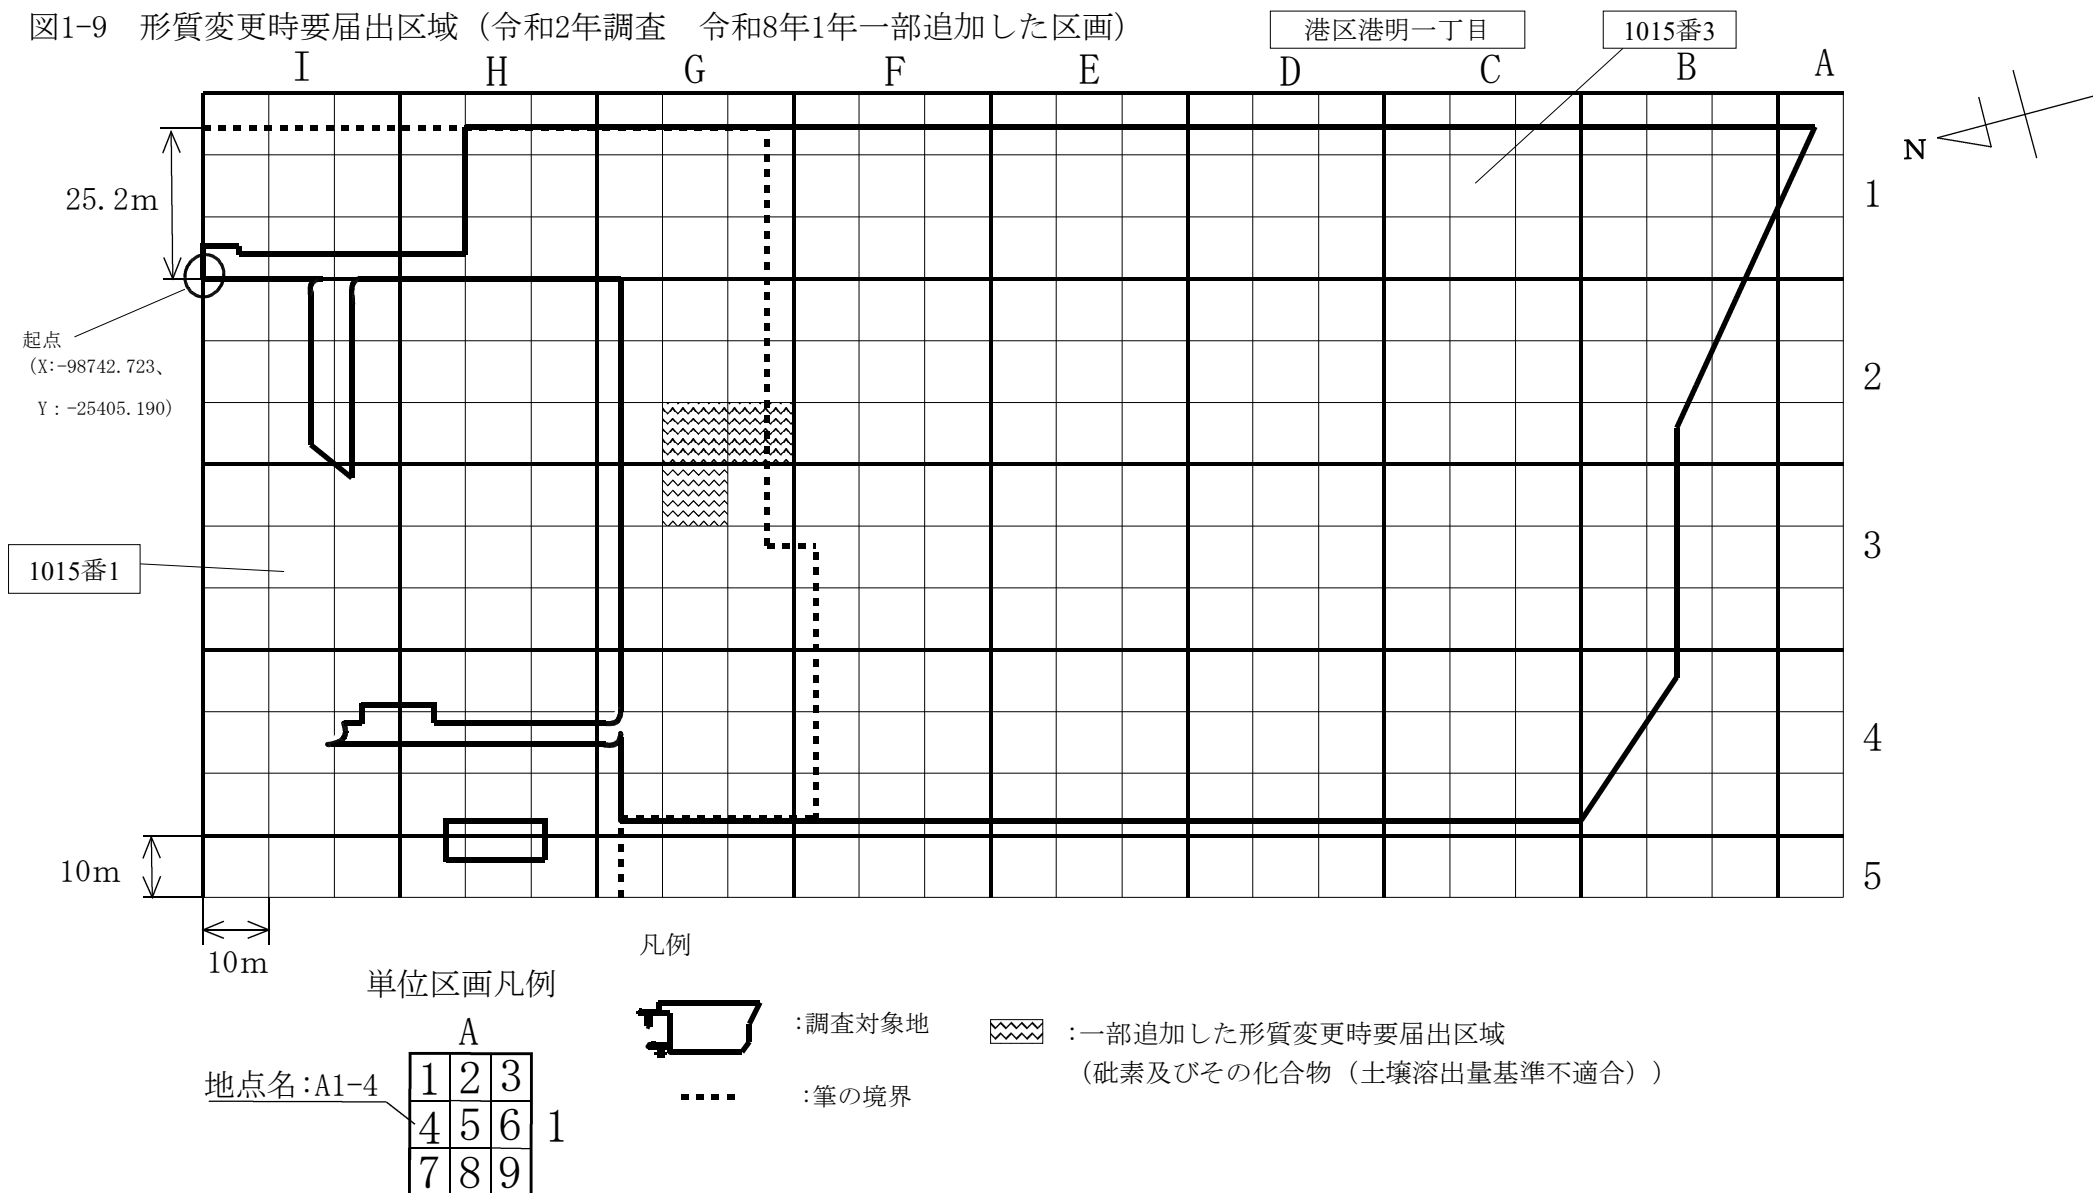 図1-9　形質変更時要届出区域（令和2年調査　令和8年1年一部追加した区画）
港区港明一丁目
1015番3
I H G F E D C B A
N
25.2m
1
起点
（X:-98742.723、
Y：-25405.190）
2
1015番1
3
4
10m
5
10m
凡例
単位区画凡例
:調査対象地
:一部追加した形質変更時要届出区域
（砒素及びその化合物（土壌溶出量基準不適合））
:筆の境界
A
地点名:A1-4
1 2 3
4 5 6 1
7 8 9